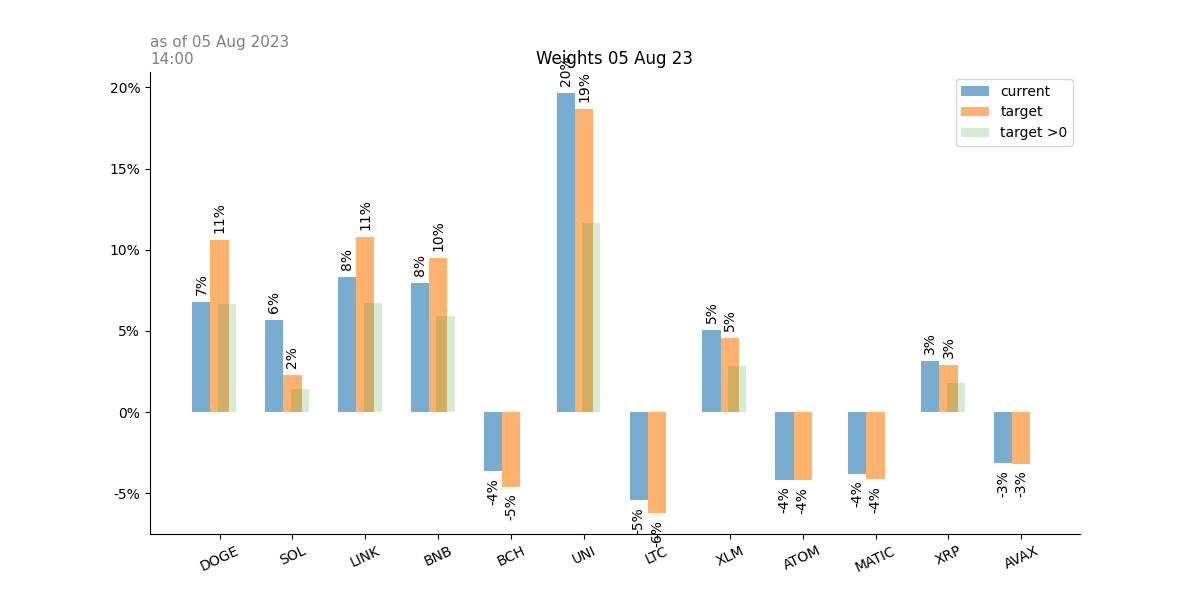 as of 05 Aug 2023
14:00
Weights 05 Aug 23
current
target
target >0
20%
15%
10%
5%
0%
-5%
7%
11%
6%
2%
8%
11%
8%
10%
-4%
-5%
20%
19%
-5%
-6%
5%
5%
-4%
-4%
-4%
-4%
3%
3%
-3%
-3%
DOGE
SOL
LINK
BNB
BCH
UNI
LTC
XLM
ATOM
MATIC
XRP
AVAX